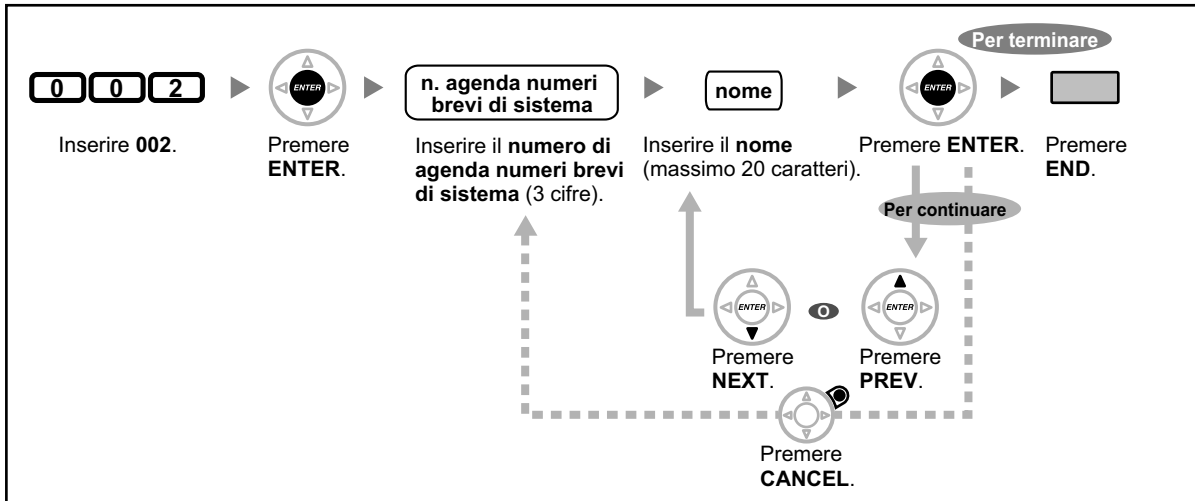 Per terminare
0 0 2
ENTER
n. agenda numeri
brevi di sistema
nome
ENTER
Inserire 002.
Premere
ENTER.
Inserire il numero di
agenda numeri brevi
di sistema (3 cifre).
Inserire il nome
(massimo 20 caratteri).
Premere ENTER.
Premere
END.
Per continuare
ENTER
O
ENTER
Premere
NEXT.
Premere
PREV.
Premere
CANCEL.